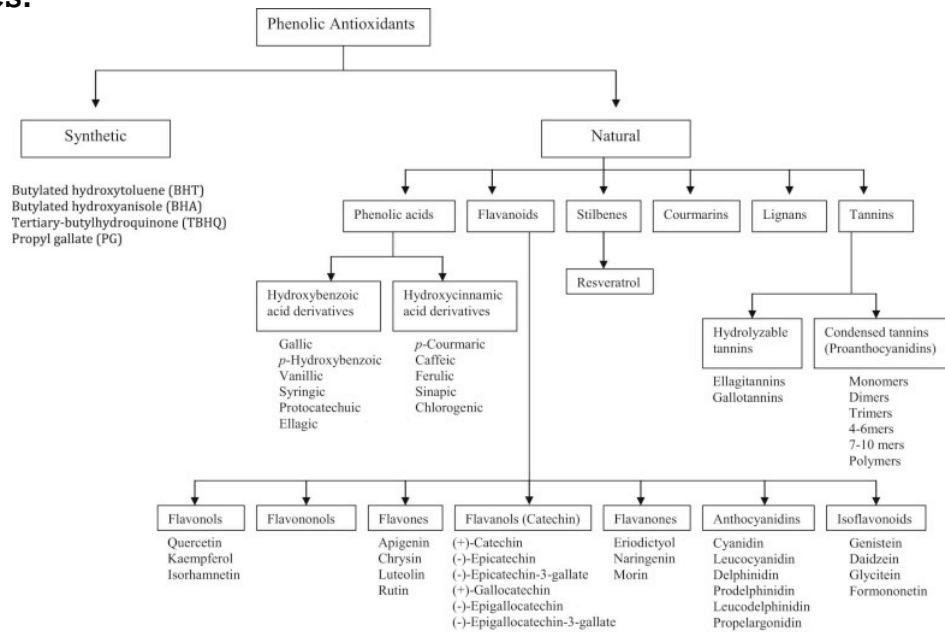 Phenolic Antioxidants
Synthetic
Natural
Butylated hydroxytoluene (BHT)
Butylated hydroxyanisole (BHA)
Tertiary-butylhydroquinone (TBHQ)
Propyl gallate (PG)
Phenolic acids
Flavanoids
Stilbenes
Courmarins
Lignans
Tannins
Resveratrol
Hydroxybenzoic
acid derivatives
Gallic
p-Hydroxybenzoic
Vanillic
Syringic
Protocatechuic
Ellagic
Hydroxycinnamic
acid derivatives
p-Courmaric
Caffeic
Ferulic
Sinapic
Chlorogenic
Hydrolyzable
tannins
Ellagitannins
Gallotannins
Condensed tannins
(Proanthocyanidins)
Monomers
Dimers
Trimers
4-6mers
7-10 mers
Polymers
Flavonols
Quercetin
Kaempferol
Isorhamnetin
Flavononols
Flavones
Apigenin
Chrysin
Luteolin
Rutin
Flavanols (Catechin)
(+)-Catechin
(-)-Epicatechin
(-)-Epicatechin-3-gallate
(+)-Gallocatechin
(-)-Epigallocatechin
(-)-Epigallocatechin-3-gallate
Flavanones
Eriodictyol
Naringenin
Morin
Anthocyanidins
Cyanidin
Leucocyanidin
Delphinidin
Prodelphinidin
Leucodelphinidin
Propelargonidin
Isoflavonoids
Genistein
Daidzein
Glycitein
Formononetin